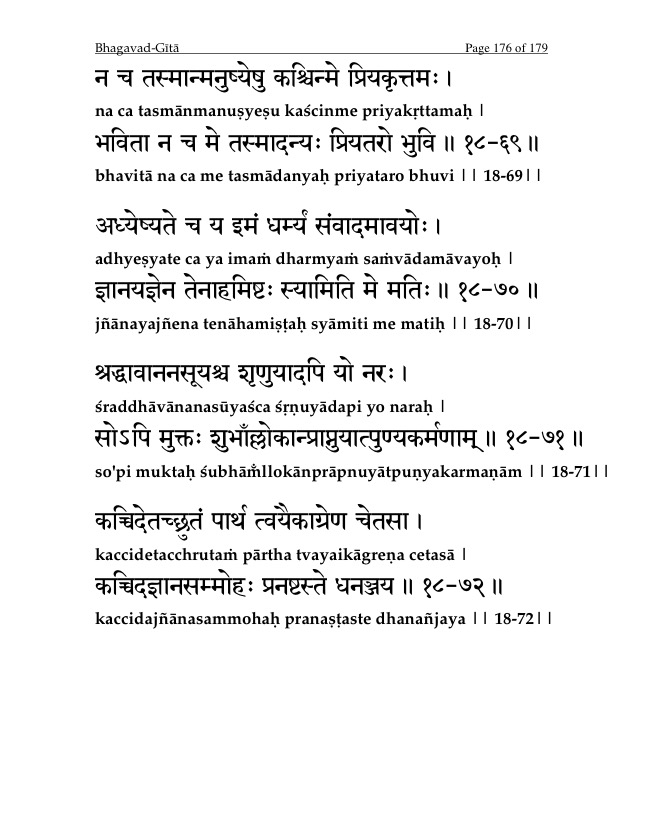 Bhagavad-Gītā Page 176 of 179
न च तस्मान्मनुष्येषु कश्चिन्मे प्रियकृत्तमः ।
na ca tasmānmanuṣyeṣu kaścinme priyakṛttamaḥ |
भविता न च मे तस्मादन्यः प्रियतरो भुवि ॥ १८-६९॥
bhavitā na ca me tasmādanyaḥ priyataro bhuvi || 18-69||
अध्येष्यते च य इमं धर्म्यं संवादमावयोः ।
adhyeṣyate ca ya imaṁ dharmyaṁ saṁvādamāvayoḥ |
ज्ञानयज्ञेन तेनाहमिष्टः स्यामिति मे मतिः ॥ १८-७०॥
jñānayajñena tenāhamiṣṭaḥ syāmiti me matiḥ || 18-70||
श्रद्धावाननसूयश्च शृणुयादपि यो नरः ।
śraddhāvānanasūyaśca śṛṇuyādapi yo naraḥ |
सोऽपि मुक्तः शुभाँल्लोकान्प्राप्नुयात्पुण्यकर्मणाम् ॥ १८-७१॥
so'pi muktaḥ śubhām̐llokānprāpnuyātpuṇyakarmaṇām || 18-71||
कच्चिदेतच्छ्रुतं पार्थ त्वयैकाग्रेण चेतसा ।
kaccidetacchrutaṁ pārtha tvayaikāgreṇa cetasā |
कच्चिदज्ञानसम्मोहः प्रनष्टस्ते धनञ्जय ॥ १८-७२॥
kaccidajñānasammohaḥ pranaṣṭaste dhanañjaya || 18-72||